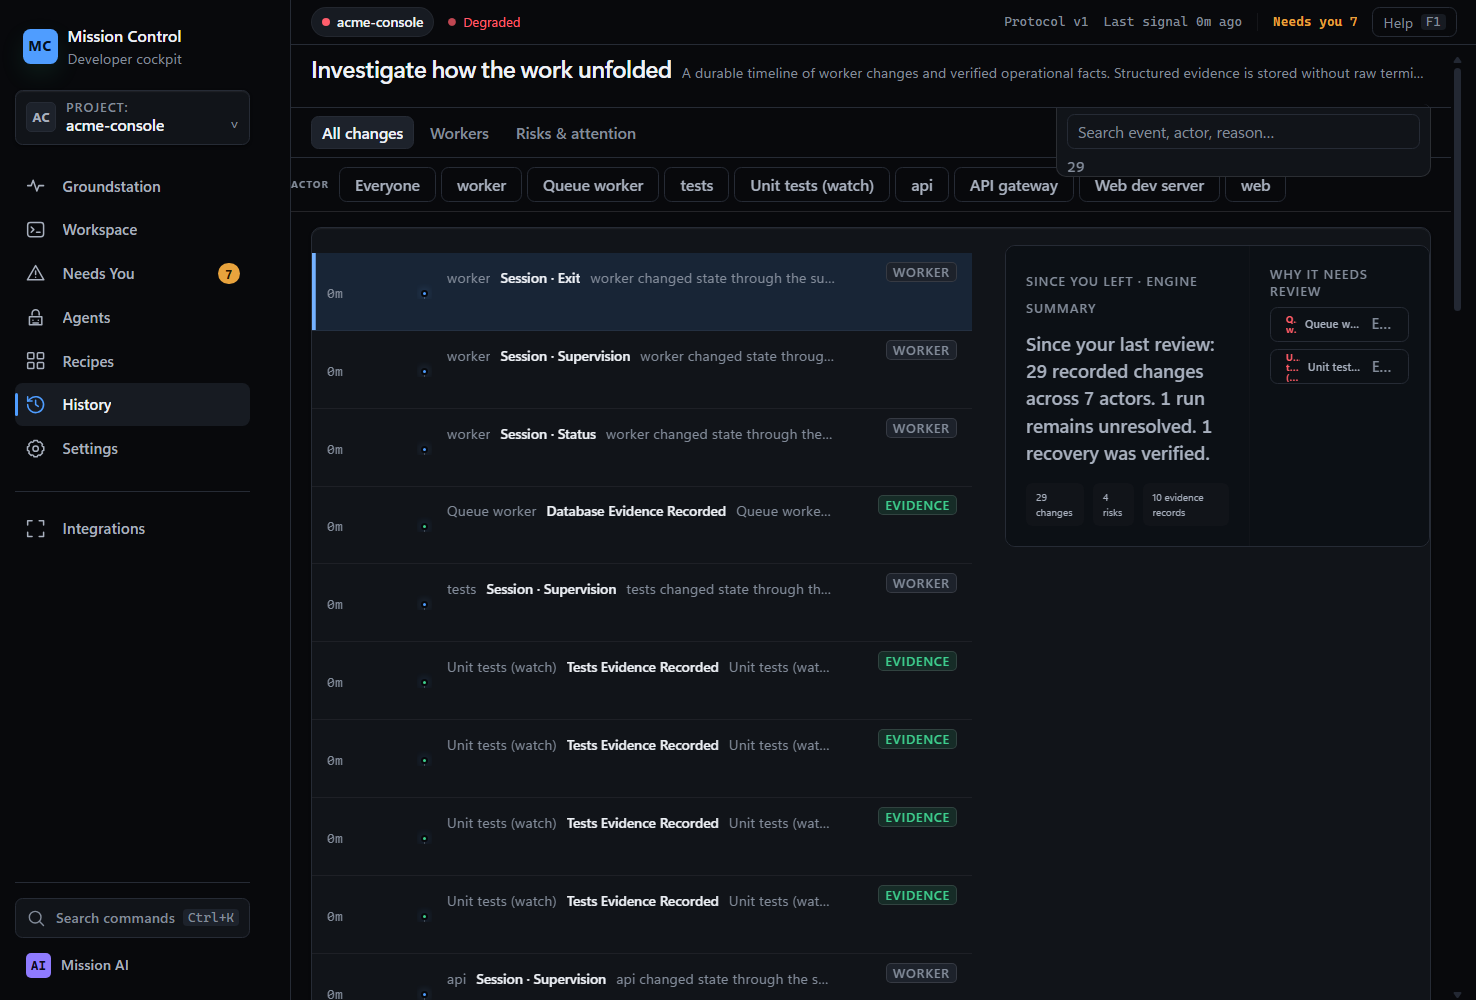 MC
Mission Control
Developer cockpit
AC
PROJECT:
acme-console
v
Groundstation
Workspace
Needs You
7
Agents
Recipes
History
Settings
Integrations
Search commands
Ctrl+K
AI
Mission AI
acme-console
Degraded
Protocol v1
Last signal 0m ago
Needs you 7
Help
F1
Investigate how the work unfolded
A durable timeline of worker changes and verified operational facts. Structured evidence is stored without raw termi...
All changes
Workers
Risks & attention
Search event, actor, reason...
29
ACTOR
Everyone
worker
Queue worker
tests
Unit tests (watch)
api
API gateway
Web dev server
web
0m
worker Session · Exit worker changed state through the su...
WORKER
0m
worker Session · Supervision worker changed state throug...
WORKER
0m
worker Session · Status worker changed state through the...
WORKER
0m
Queue worker Database Evidence Recorded Queue worke...
EVIDENCE
0m
tests Session · Supervision tests changed state through th...
WORKER
0m
Unit tests (watch) Tests Evidence Recorded Unit tests (wat...
EVIDENCE
0m
Unit tests (watch) Tests Evidence Recorded Unit tests (wat...
EVIDENCE
0m
Unit tests (watch) Tests Evidence Recorded Unit tests (wat...
EVIDENCE
0m
Unit tests (watch) Tests Evidence Recorded Unit tests (wat...
EVIDENCE
0m
api Session · Supervision api changed state through the s...
WORKER
SINCE YOU LEFT · ENGINE
SUMMARY
Since your last review:
29 recorded changes
across 7 actors. 1 run
remains unresolved. 1
recovery was verified.
29
changes
4
risks
10 evidence
records
WHY IT NEEDS
REVIEW
Q.
w.
Queue w...
E...
U...
t...
(...
Unit test...
E...